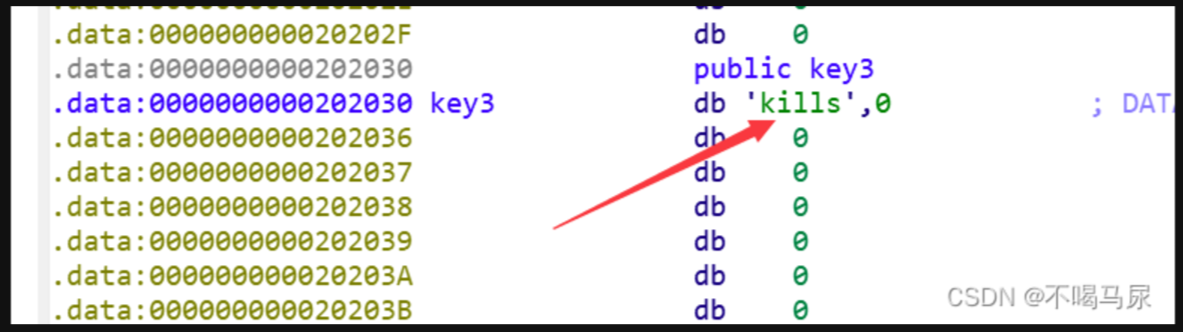 .data:000000000020202F db 0
.data:0000000000202030 public key3
.data:0000000000202030 key3 db 'kills',0 ; DATA
.data:0000000000202036 db 0
.data:0000000000202037 db 0
.data:0000000000202038 db 0
.data:0000000000202039 db 0
.data:000000000020203A db 0
.data:000000000020203B db 0
CSDN @不喝马尿